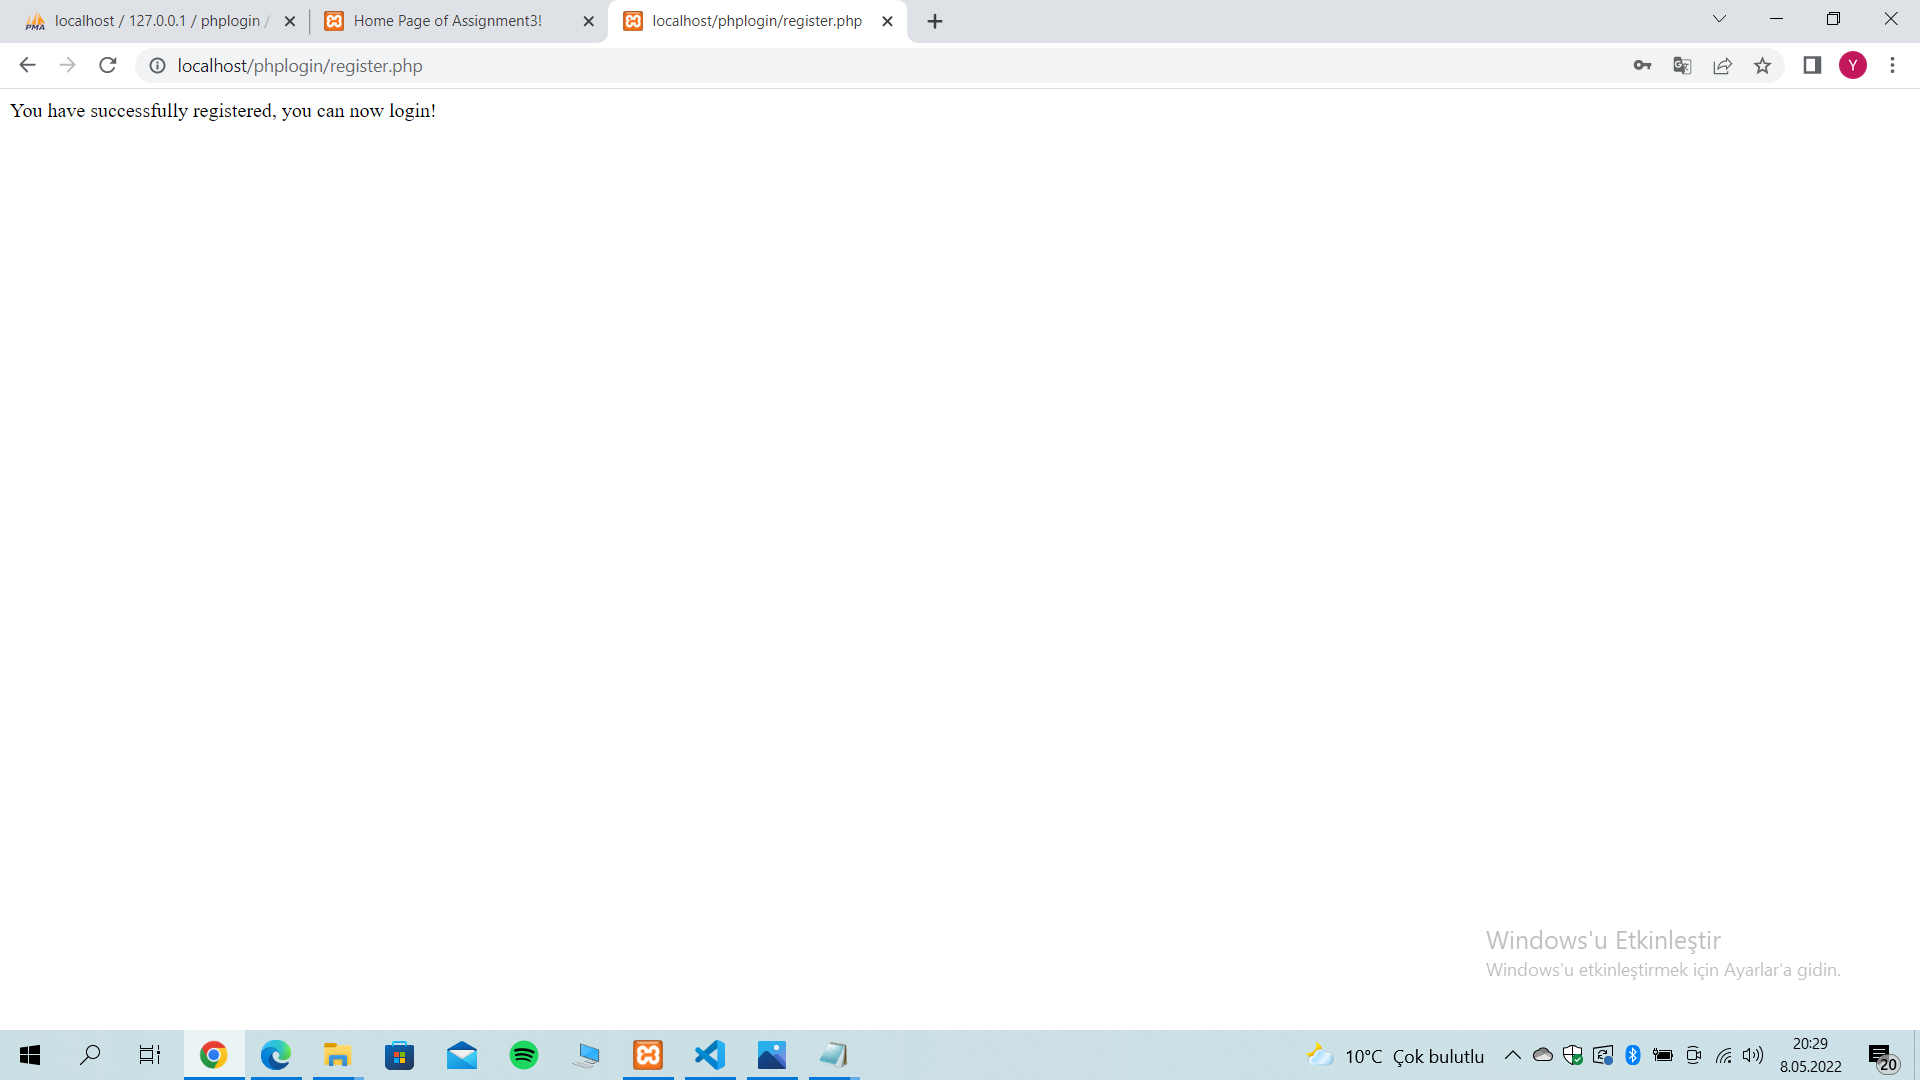 localhost / 127.0.0.1 / phplogin /
Home Page of Assignment3!
localhost/phplogin/register.php
localhost/phplogin/register.php
Y
You have successfully registered, you can now login!
Windows'u Etkinleştir
Windows'u etkinleştirmek için Ayarlar'a gidin.
10°C Çok bulutlu
20:29
8.05.2022
20
PMA